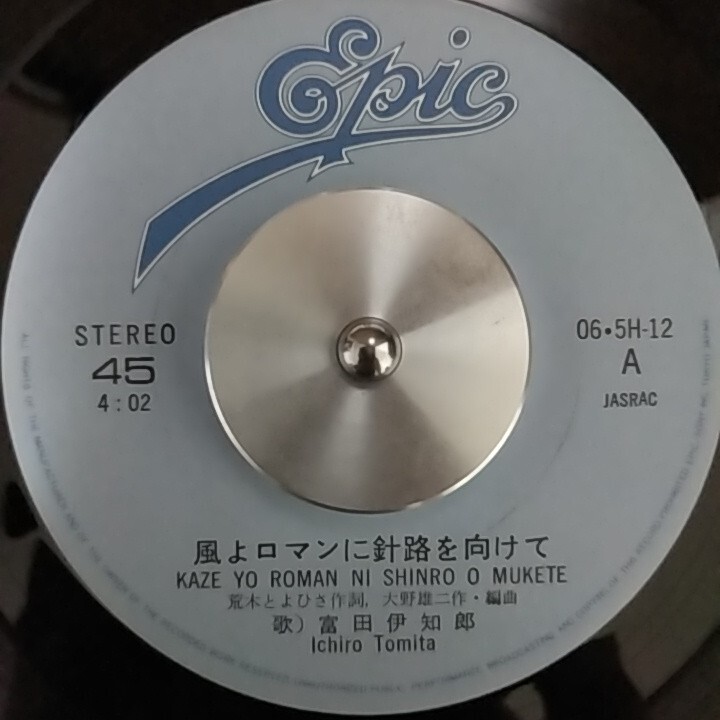 Epic
STEREO
45
4:02
06・5H-12
A
JASRAC
風よロマンに針路を向けて
KAZE YO ROMAN NI SHINRO O MUKETE
荒木とよひさ作詞, 大野雄二作・編曲
歌）富田伊知郎
Ichiro Tomita